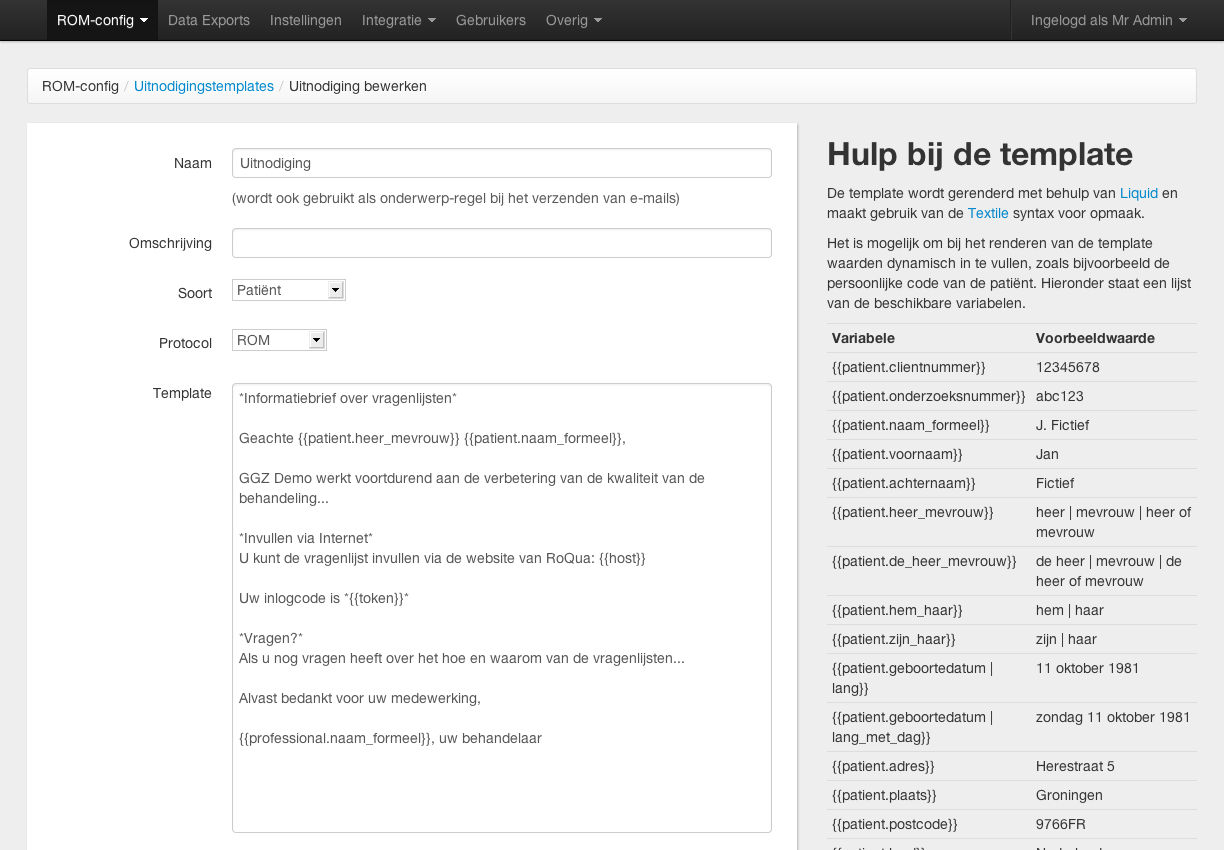 ROM-config Data Exports Instellingen Integratie Gebruikers Overig Ingelogd als Mr Admin
ROM-config / Uitnodigingstemplates / Uitnodiging bewerken
Naam Uitnodiging
(wordt ook gebruikt als onderwerp-regel bij het verzenden van e-mails)
Omschrijving
Soort Patiënt
Protocol ROM
Template
*Informatiebrief over vragenlijsten*
Geachte {{patient.heer_mevrouw}} {{patient.naam_formeel}},
GGZ Demo werkt voortdurend aan de verbetering van de kwaliteit van de
behandeling...
*Invullen via Internet*
U kunt de vragenlijst invullen via de website van RoQua: {{host}}
Uw inlogcode is *{{token}}*
*Vragen?*
Als u nog vragen heeft over het hoe en waarom van de vragenlijsten...
Alvast bedankt voor uw medewerking,
{{professional.naam_formeel}}, uw behandelaar
Hulp bij de template
De template wordt gerenderd met behulp van Liquid en
maakt gebruik van de Textile syntax voor opmaak.
Het is mogelijk om bij het renderen van de template
waarden dynamisch in te vullen, zoals bijvoorbeeld de
persoonlijke code van de patiënt. Hieronder staat een lijst
van de beschikbare variabelen.
Variabele Voorbeeldwaarde
{{patient.clientnummer}} 12345678
{{patient.onderzoeksnummer}} abc123
{{patient.naam_formeel}} J. Fictief
{{patient.voornaam}} Jan
{{patient.achternaam}} Fictief
{{patient.heer_mevrouw}} heer | mevrouw | heer of
mevrouw
{{patient.de_heer_mevrouw}} de heer | mevrouw | de
heer of mevrouw
{{patient.hem_haar}} hem | haar
{{patient.zijn_haar}} zijn | haar
{{patient.geboortedatum | 11 oktober 1981
lang}}
{{patient.geboortedatum | zondag 11 oktober 1981
lang_met_dag}}
{{patient.adres}} Herestraat 5
{{patient.plaats}} Groningen
{{patient.postcode}} 9766FR